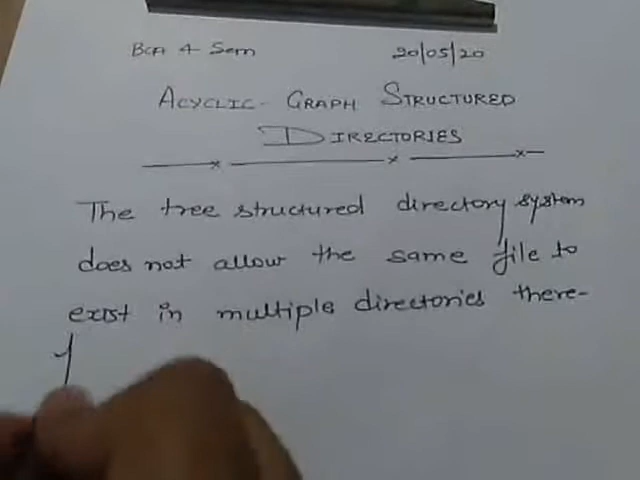 BCA 4 Sem 20/05/20
ACYCLIC-GRAPH STRUCTURED
DIRECTORIES
The tree structured directory system
does not allow the same file to
exist in multiple directories there-
f